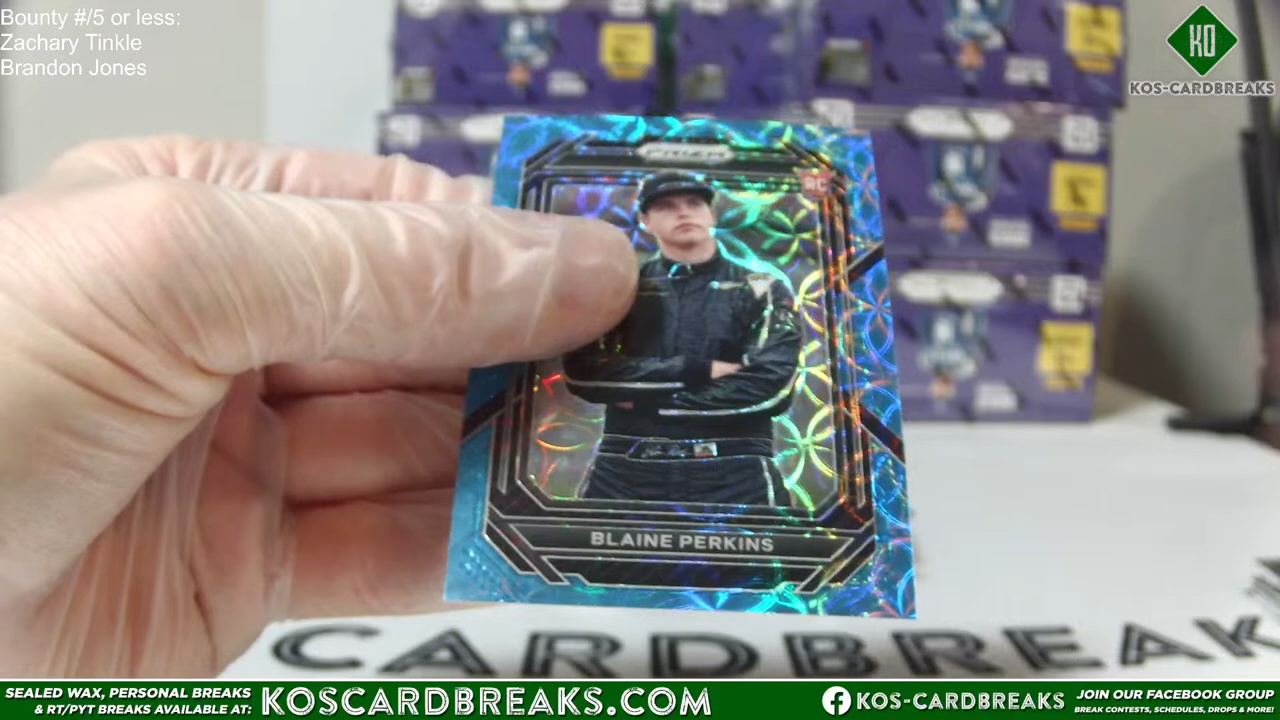 Bounty #/5 or less:
Zachary Tinkle
Brandon Jones
KO
KOS-CARDBREAKS
PRIZM
RC
BLAINE PERKINS
CARDBREAK
SEALED WAX, PERSONAL BREAKS
& RT/PYT BREAKS AVAILABLE AT:
KOSCARDBREAKS.COM
KOS-CARDBREAKS
JOIN OUR FACEBOOK GROUP
BREAK CONTESTS, SCHEDULES, DROPS & MORE!